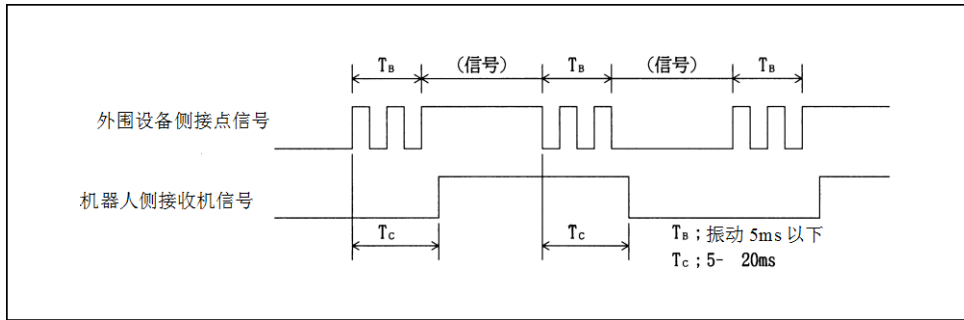 TB (信号) TB (信号) TB
外围设备侧接点信号
机器人侧接收机信号
TC TC TB；振动 5ms 以下
TC；5- 20ms